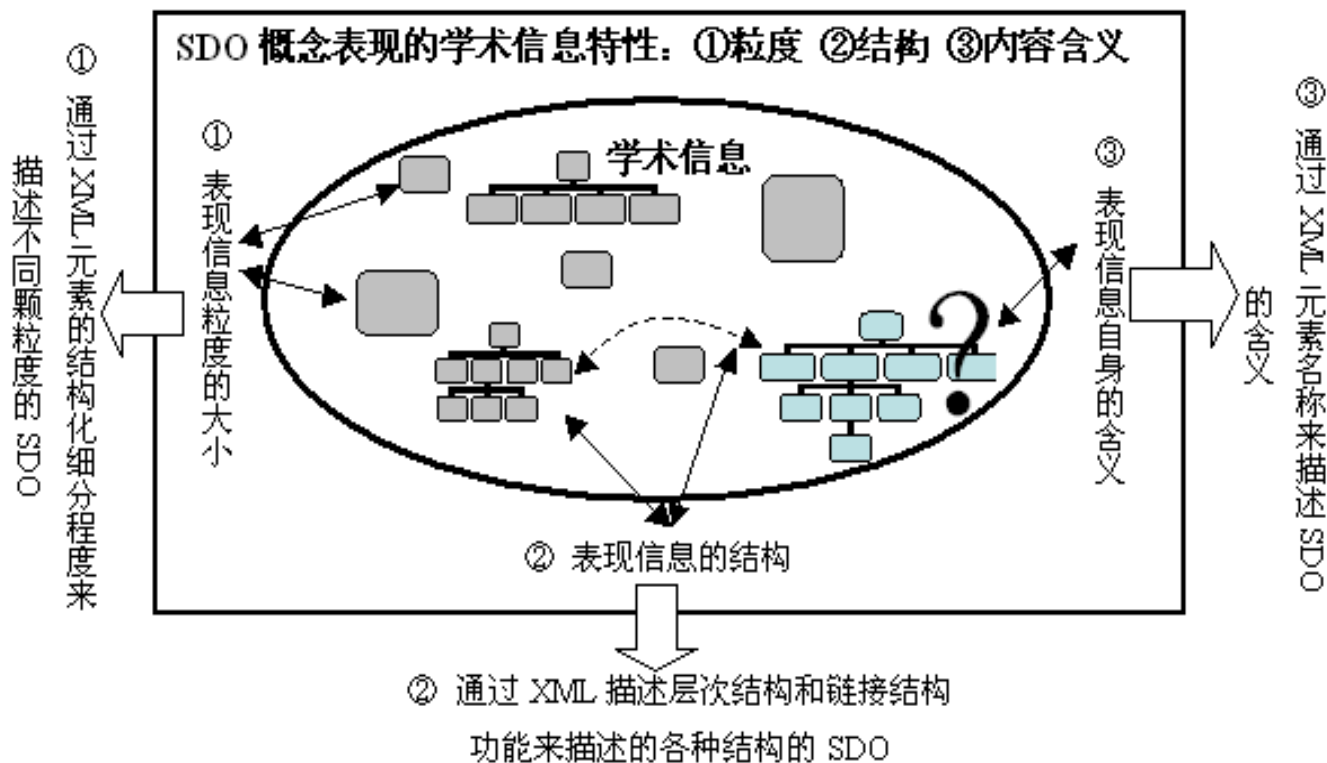 SDO 概念表现的学术信息特性：①粒度 ②结构 ③内容含义
① 通过 XML 元素的结构化细分程度来
描述不同颗粒度的 SDO
① 表现信息粒度的大小
学术信息
?
③ 表现信息自身的含义
③ 通过 XML 元素名称来描述 SDO
的含义
② 表现信息的结构
② 通过 XML 描述层次结构和链接结构
功能来描述的各种结构的 SDO